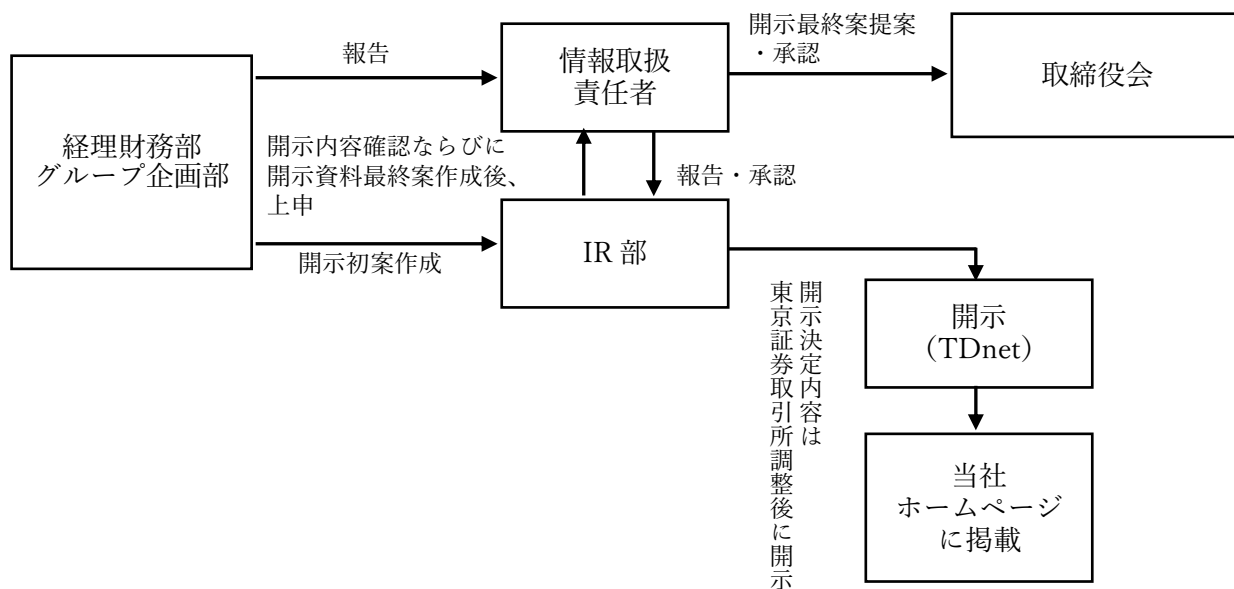 経理財務部
グループ企画部
報告
情報取扱
責任者
開示最終案提案
・承認
取締役会
開示内容確認ならびに
開示資料最終案作成後、
上申
報告・承認
開示初案作成
IR 部
開示決定内容は
東京証券取引所調整後に開示
開示
（TDnet）
当社
ホームページ
に掲載